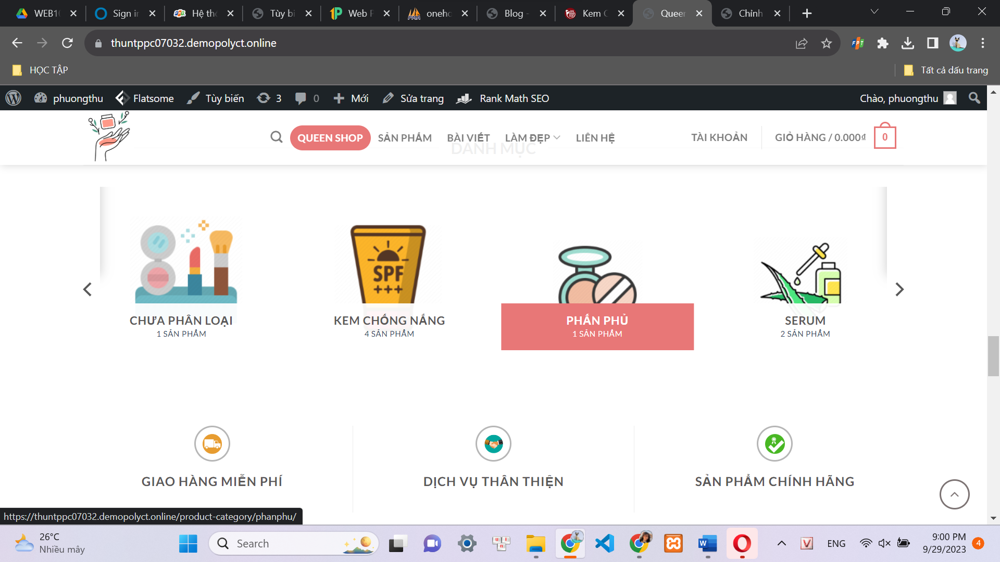 WEB1
Sign in
Hệ th
Tùy bi
Web P
oneho
Blog -
Kem C
Queen
Chỉnh
thuntppc07032.demopolyct.online
FPT
HỌC TẬP
Tất cả dấu trang
phuongthu
Flatsome
Tùy biến
3
0
Mới
Sửa trang
Rank Math SEO
Chào, phuongthu
QUEEN SHOP
SẢN PHẨM
BÀI VIẾT
LÀM ĐẸP
LIÊN HỆ
TÀI KHOẢN
GIỎ HÀNG / 0.000₫
0
DANH MỤC
SPF
+++
CHƯA PHÂN LOẠI
1 SẢN PHẨM
KEM CHỐNG NẮNG
4 SẢN PHẨM
PHẤN PHỦ
1 SẢN PHẨM
SERUM
2 SẢN PHẨM
GIAO HÀNG MIỄN PHÍ
DỊCH VỤ THÂN THIỆN
SẢN PHẨM CHÍNH HÃNG
https://thuntppc07032.demopolyct.online/product-category/phanphu/
26°C
Nhiều mây
Search
ENG
9:00 PM
9/29/2023
4